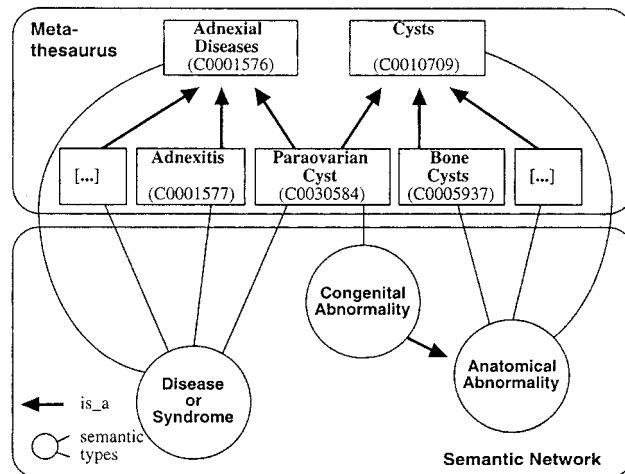 Meta-
thesaurus
Adnexial
Diseases
(C0001576)
Cysts
(C0010709)
[...]
Adnexitis
(C0001577)
Paraovarian
Cyst
(C0030584)
Bone
Cysts
(C0005937)
[...]
Congenital
Abnormality
Disease
or
Syndrome
Anatomical
Abnormality
is_a
semantic
types
Semantic Network